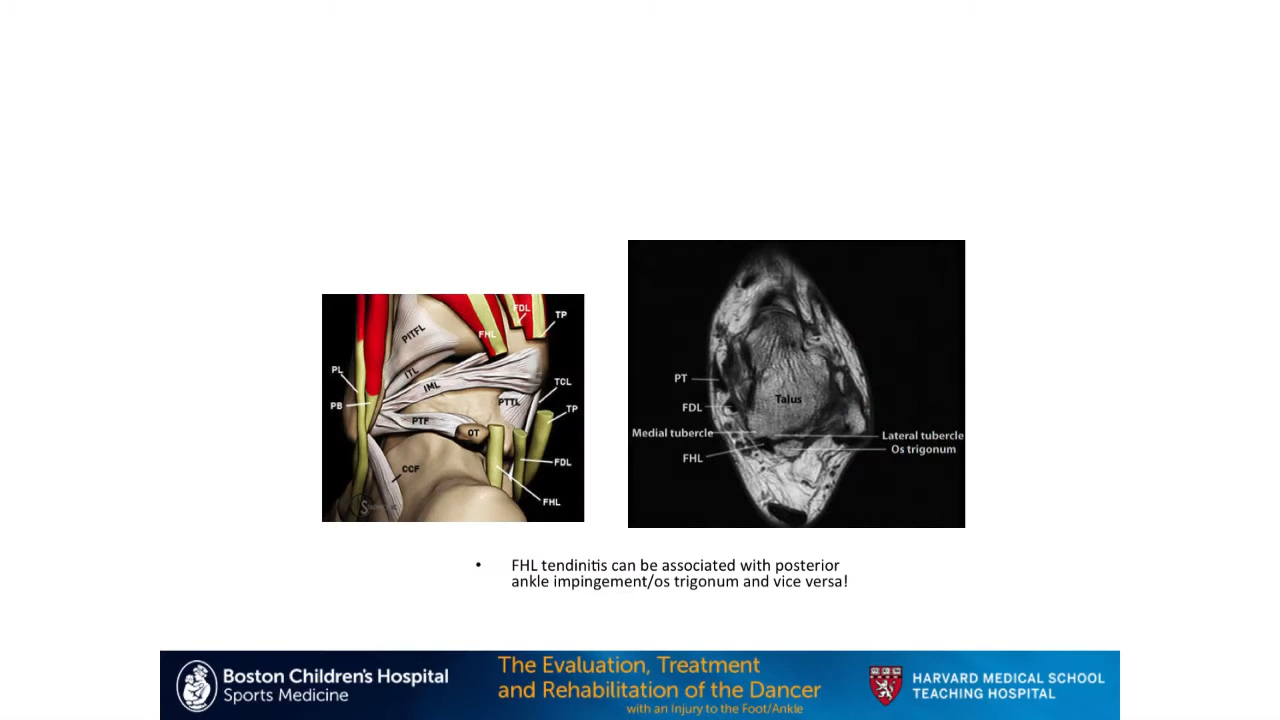 FDL
TP
PITFL
FHL
PL
ITL
IML
TCL
PTTL
PB
TP
PTF
OT
FDL
CCF
FHL
PT
Talus
FDL
Medial tubercle
Lateral tubercle
Os trigonum
FHL
• FHL tendinitis can be associated with posterior
ankle impingement/os trigonum and vice versa!
Boston Children's Hospital
Sports Medicine
The Evaluation, Treatment
and Rehabilitation of the Dancer
with an Injury to the Foot/Ankle
HARVARD MEDICAL SCHOOL
TEACHING HOSPITAL